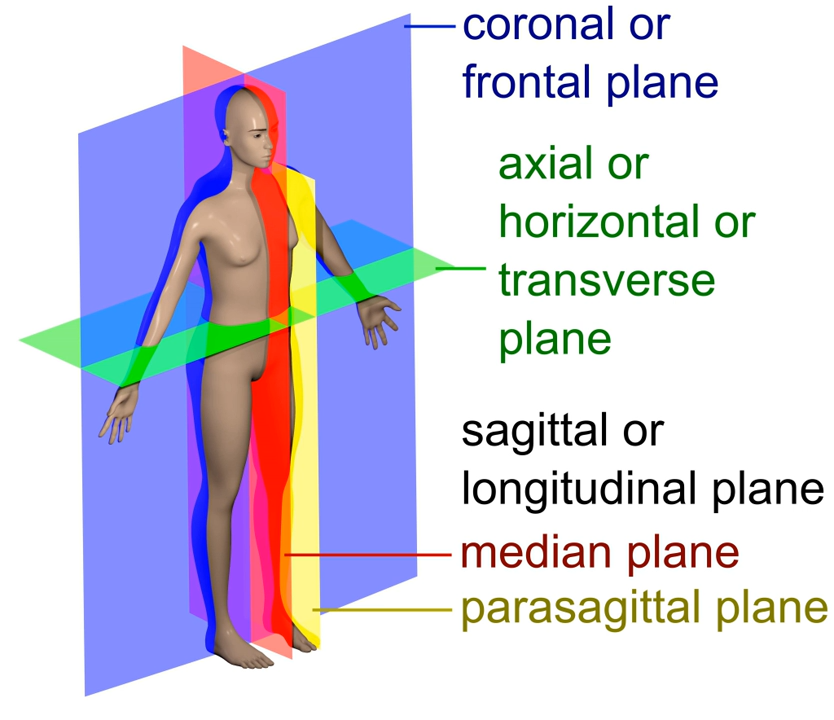 coronal or
frontal plane
axial or
horizontal or
transverse
plane
sagittal or
longitudinal plane
median plane
parasagittal plane